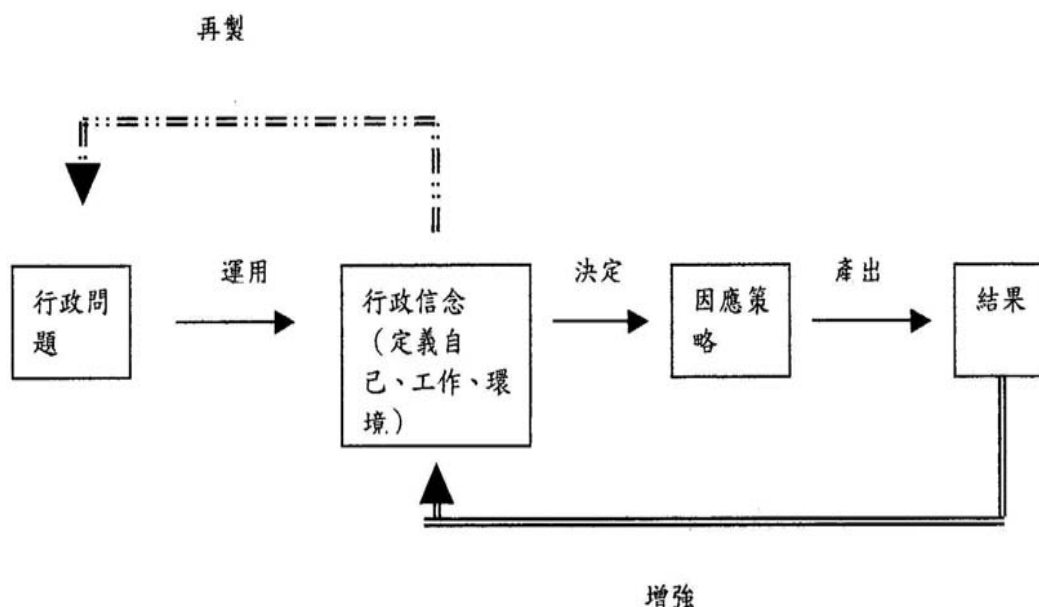 再製
運用
決定
產出
行政問
題
行政信念
（定義自
己、工作、環
境）
因應策
略
結果
增強